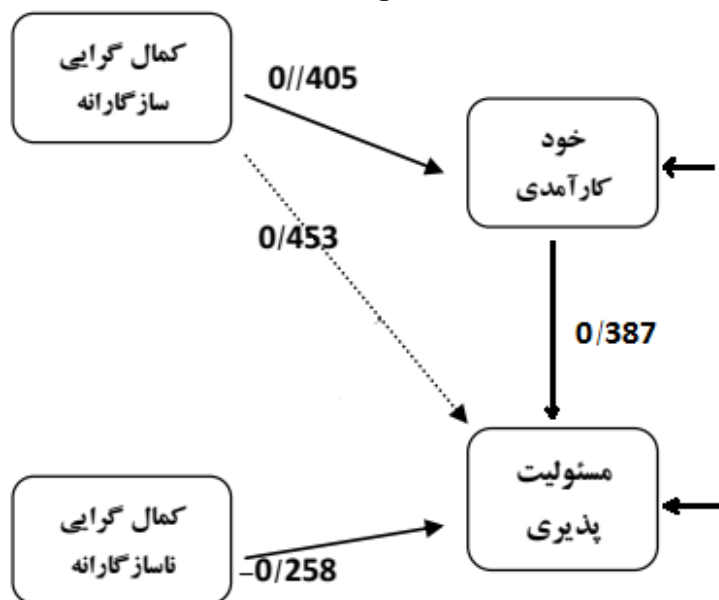 کمال گرایی
سازگارانه
0//405
خود
کارآمدی
0/453
0/387
مسئولیت
پذیری
کمال گرایی
ناسازگارانه
–0/258